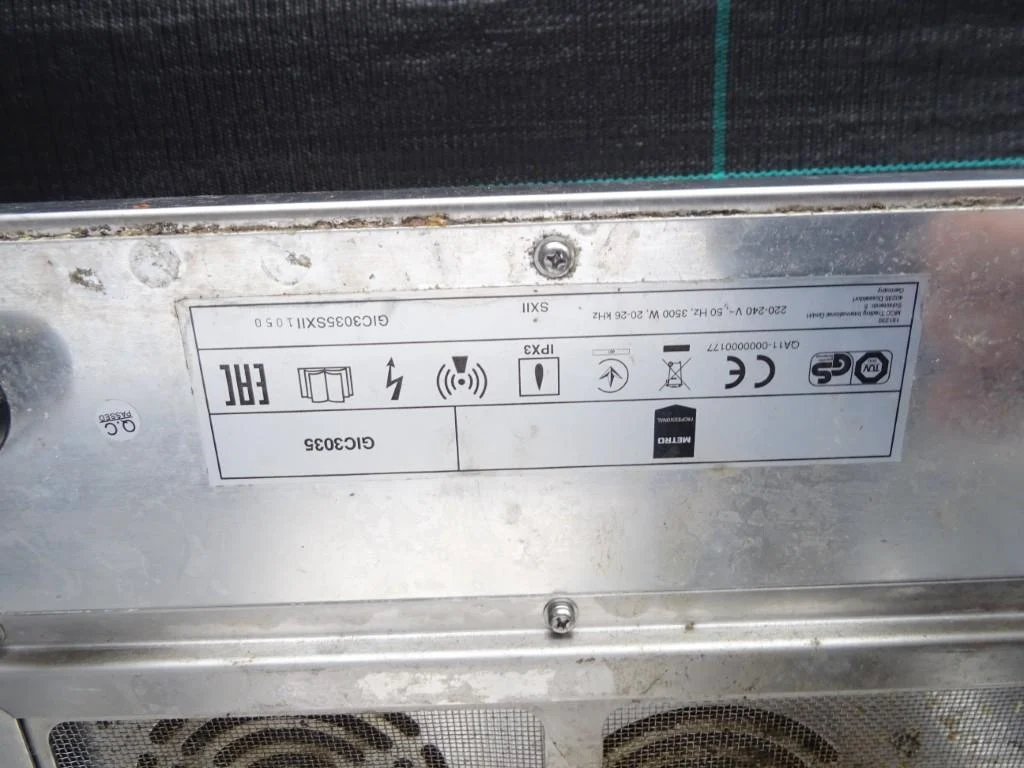 METRO
PROFESSIONAL
GIC3035
TÜV
GS
CE
IPX3
EAC
QA11-0000000177
MCC Trading International GmbH
40235 Düsseldorf
Germany
220-240 V~, 50 Hz, 3500 W, 20-26 kHz
SXII
GIC3035SXII1050
Q.C
PASSED